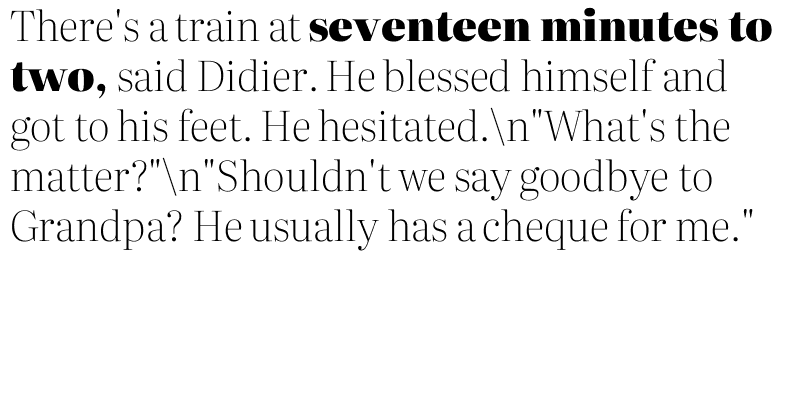 There's a train at seventeen minutes to
two, said Didier. He blessed himself and
got to his feet. He hesitated.\n"What's the
matter?"\n"Shouldn't we say goodbye to
Grandpa? He usually has a cheque for me."